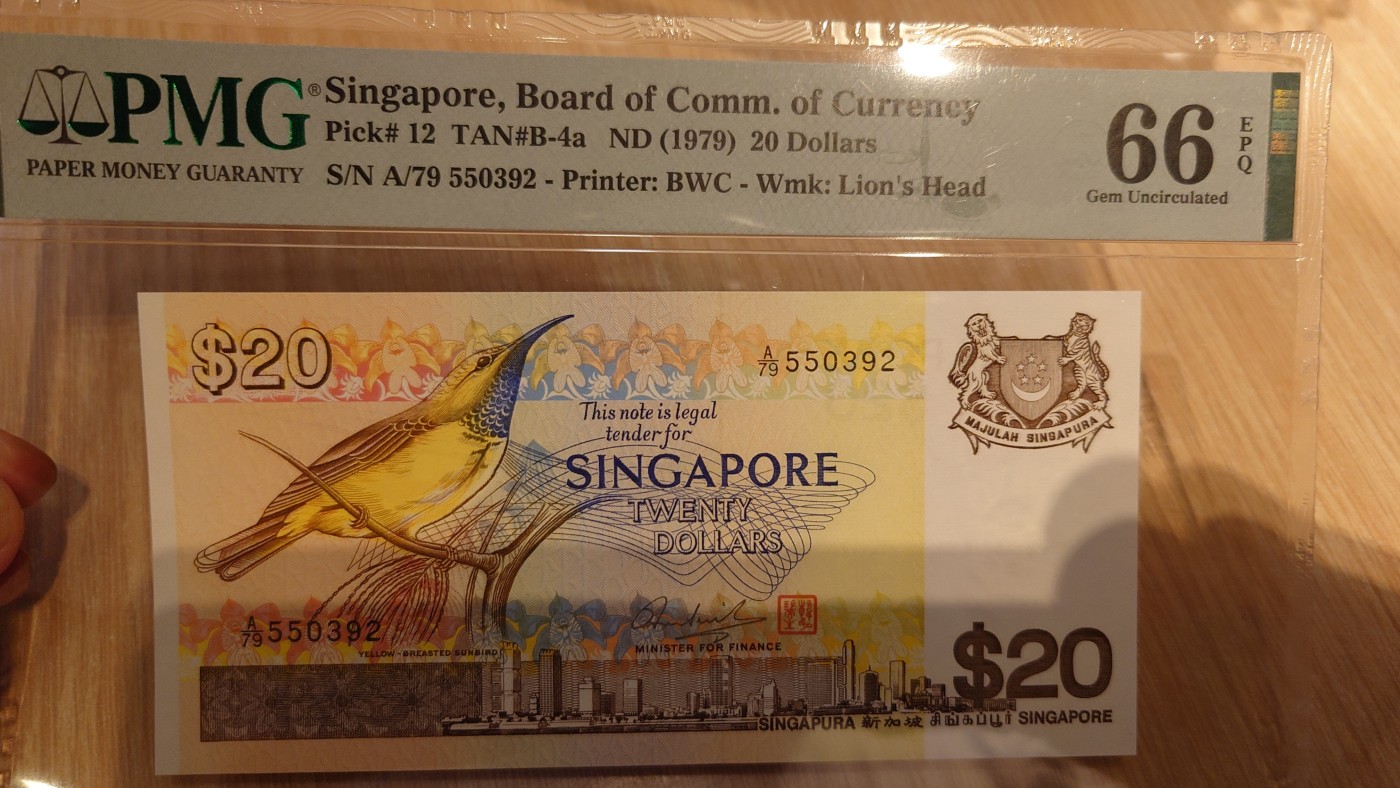 PMG® Singapore, Board of Comm. of Currency
Pick# 12 TAN#B-4a ND (1979) 20 Dollars
PAPER MONEY GUARANTY
S/N A/79 550392 - Printer: BWC - Wmk: Lion's Head
66
EPQ
Gem Uncirculated
$20
A/79 550392
MAJULAH SINGAPURA
This note is legal
tender for
SINGAPORE
TWENTY
DOLLARS
A/79 550392
YELLOW-BREASTED SUNBIRD
MINISTER FOR FINANCE
$20
SINGAPURA 新加坡 சிங்கப்பூர் SINGAPORE